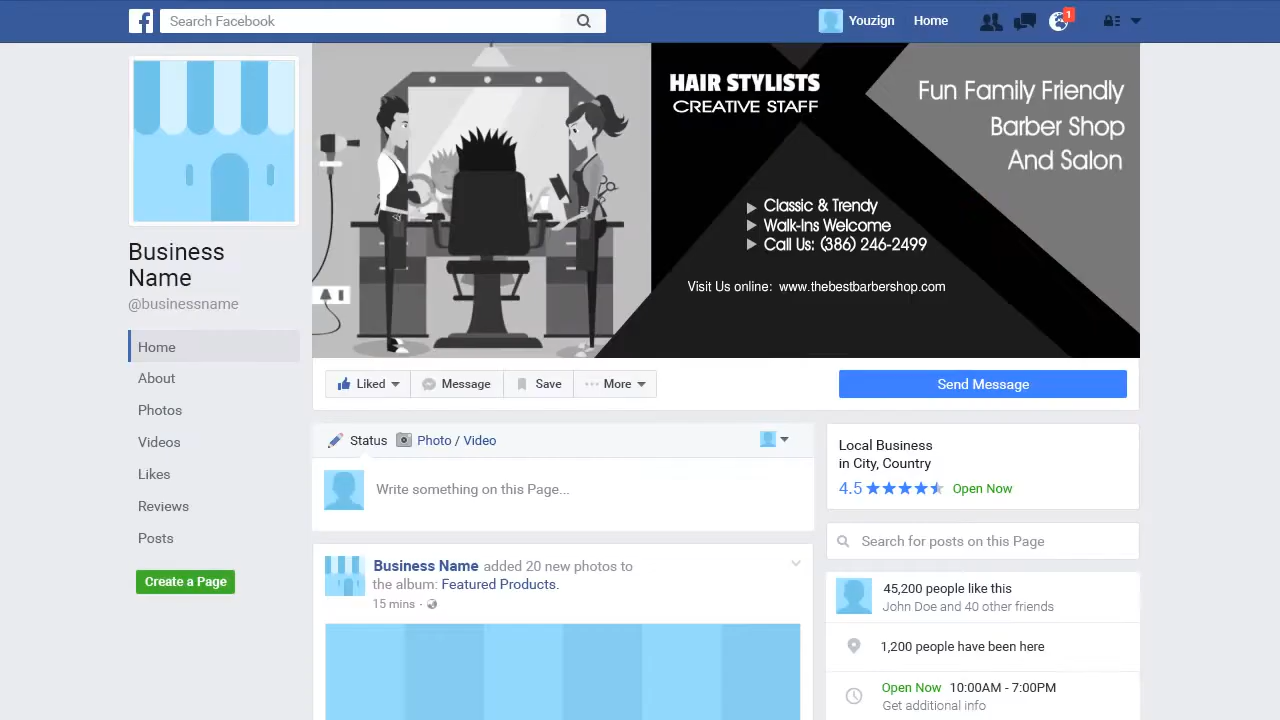 Search Facebook
Youzign
Home
1
Business
Name
@businessname
Home
About
Photos
Videos
Likes
Reviews
Posts
Create a Page
HAIR STYLISTS
CREATIVE STAFF
Fun Family Friendly
Barber Shop
And Salon
Classic & Trendy
Walk-Ins Welcome
Call Us: (386) 246-2499
Visit Us online: www.thebestbarbershop.com
Liked
Message
Save
More
Send Message
Status
Photo / Video
Write something on this Page...
Business Name added 20 new photos to
the album: Featured Products.
15 mins ·
Local Business
in City, Country
4.5
Open Now
Search for posts on this Page
45,200 people like this
John Doe and 40 other friends
1,200 people have been here
Open Now 10:00AM - 7:00PM
Get additional info